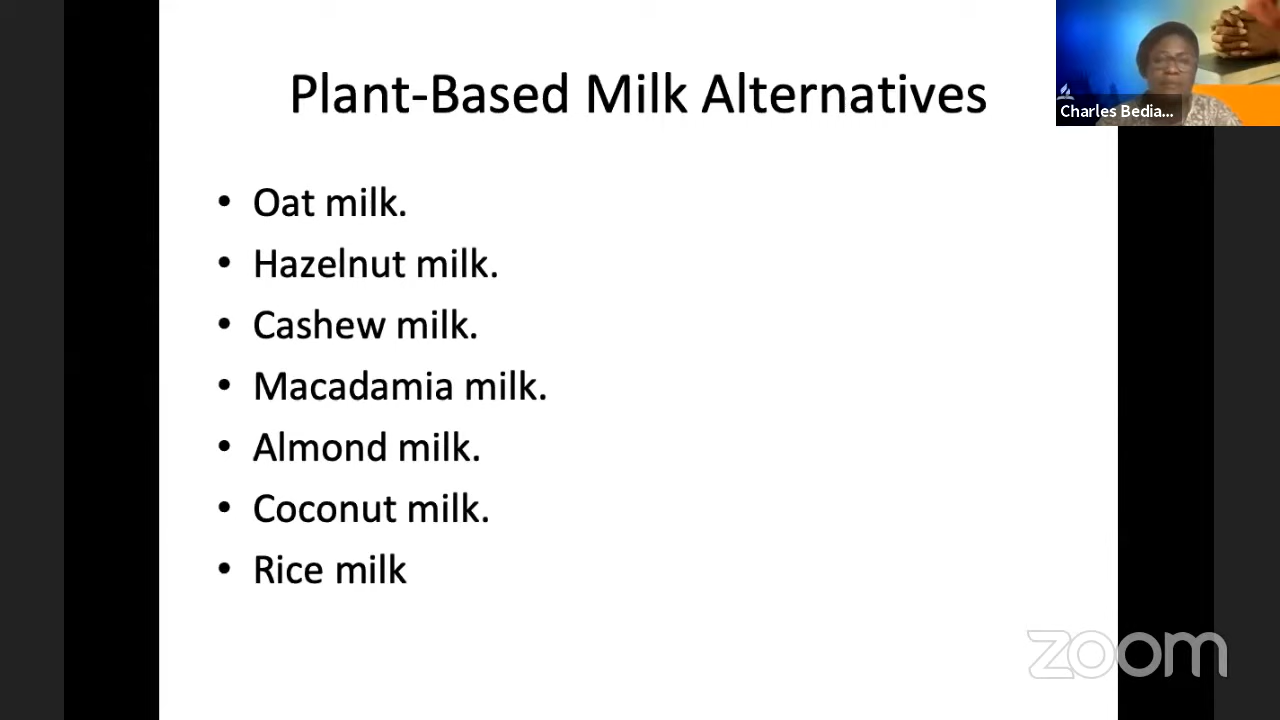 Plant-Based Milk Alternatives
Charles Bedia...
• Oat milk.
• Hazelnut milk.
• Cashew milk.
• Macadamia milk.
• Almond milk.
• Coconut milk.
• Rice milk
zoom